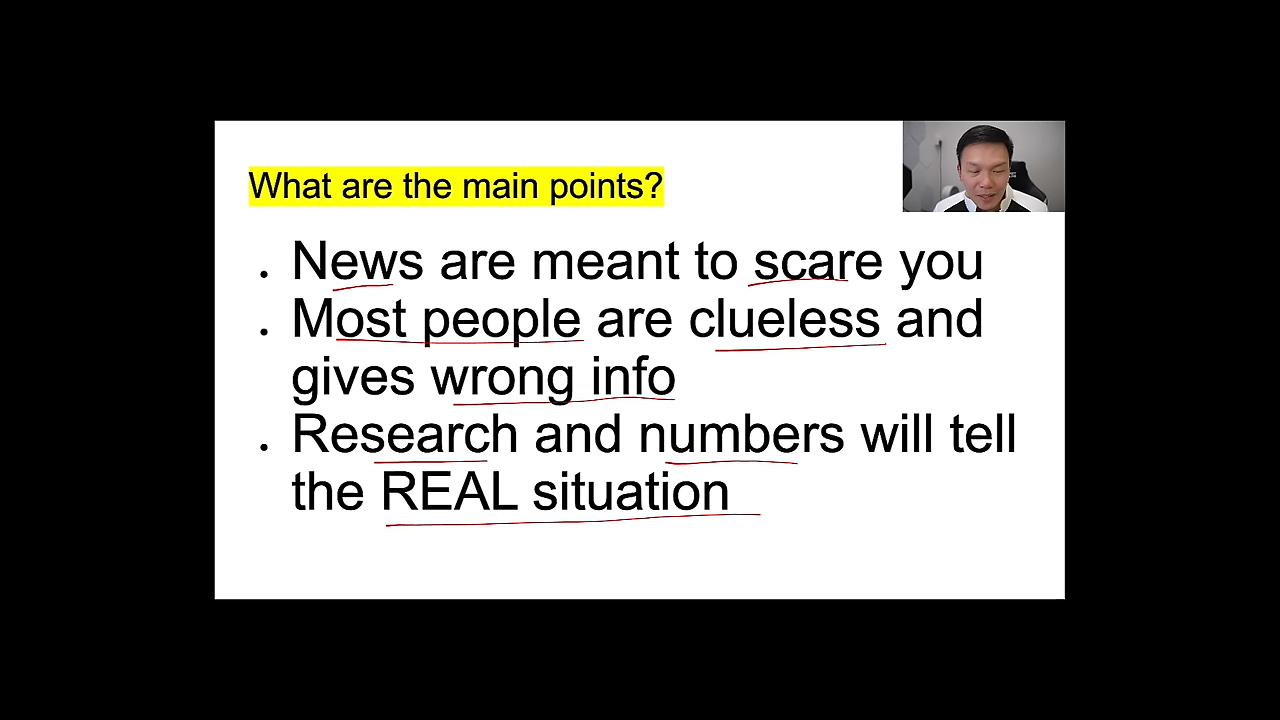 What are the main points?
. News are meant to scare you
. Most people are clueless and
gives wrong info
. Research and numbers will tell
the REAL situation